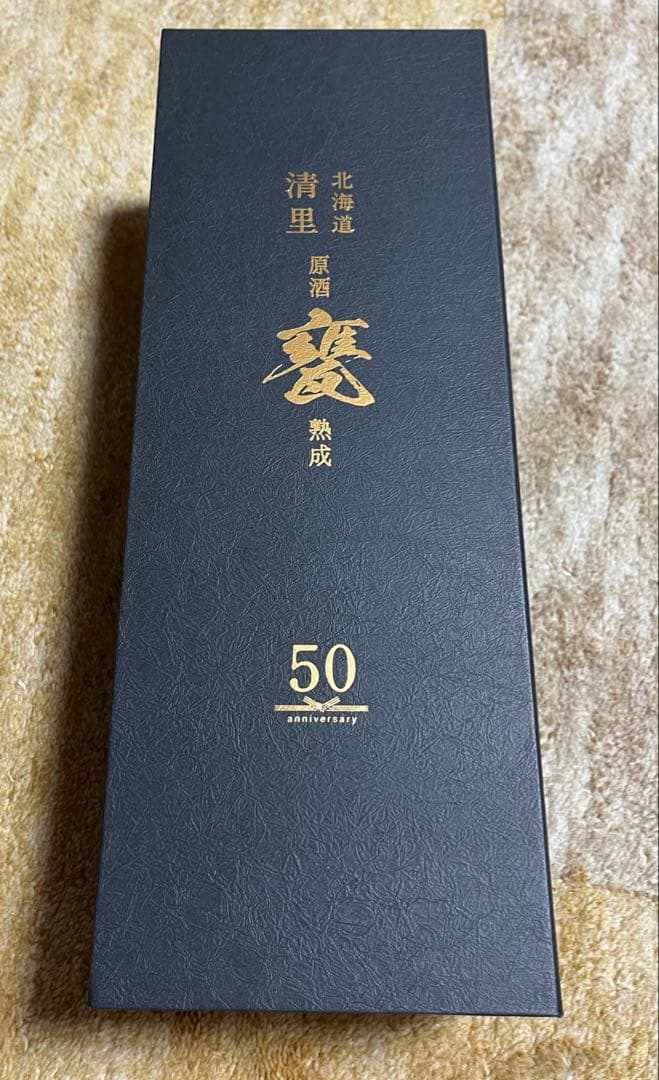 北海道
清里
原酒
甕
熟成
50
anniversary